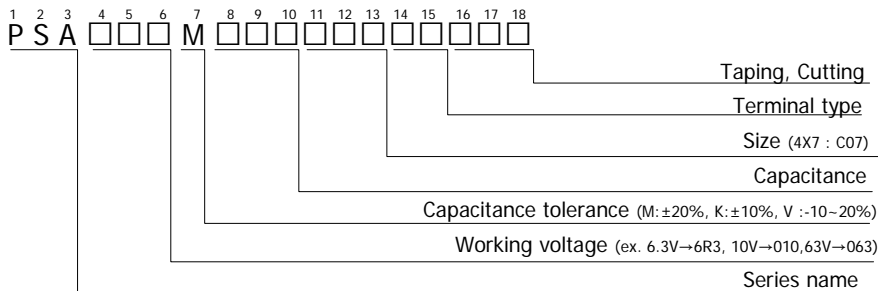 1 2 3 4 5 6 7 8 9 10 11 12 13 14 15 16 17 18
P S A □ □ □ M □ □ □ □ □ □ □ □ □ □ □
Taping, Cutting
Terminal type
Size (4X7 : C07)
Capacitance
Capacitance tolerance (M:±20%, K:±10%, V :-10~20%)
Working voltage (ex. 6.3V→6R3, 10V→010,63V→063)
Series name